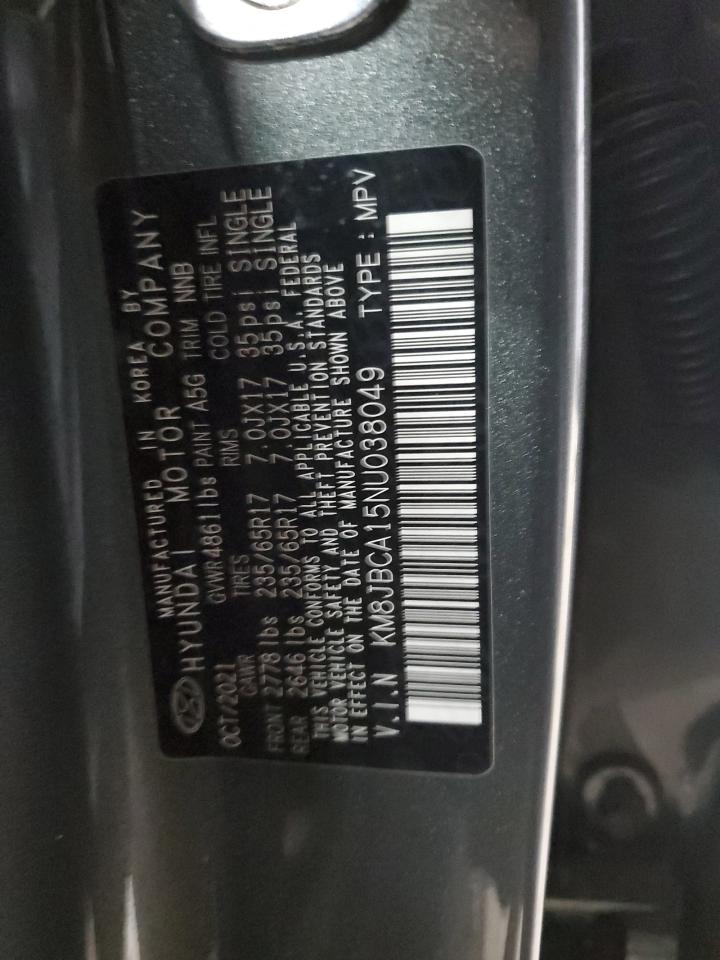 MANUFACTURED IN KOREA BY
HYUNDAI MOTOR COMPANY
OCT/2021 GVWR 4861lbs PAINT A5G TRIM NNB
GAWR TIRES RIMS COLD TIRE INFL
FRONT 2778 lbs 235/65R17 7.0JX17 35psi SINGLE
REAR 2646 lbs 235/65R17 7.0JX17 35psi SINGLE
THIS VEHICLE CONFORMS TO ALL APPLICABLE U.S.A. FEDERAL
MOTOR VEHICLE SAFETY AND THEFT PREVENTION STANDARDS
IN EFFECT ON THE DATE OF MANUFACTURE SHOWN ABOVE
V.I.N KM8JBCA15NU038049 TYPE : MPV